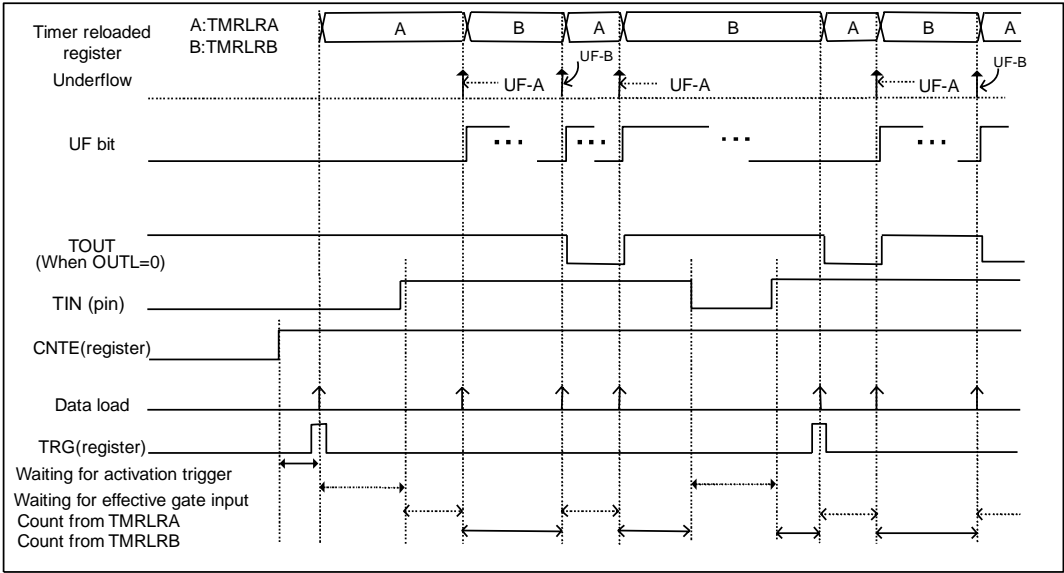 Timer reloaded
register
A:TMRLRA
B:TMRLRB
A B A B A B A
Underflow
UF-A UF-B UF-A UF-A UF-B
UF bit
TOUT
(When OUTL=0)
TIN (pin)
CNTE(register)
Data load
TRG(register)
Waiting for activation trigger
Waiting for effective gate input
Count from TMRLRA
Count from TMRLRB